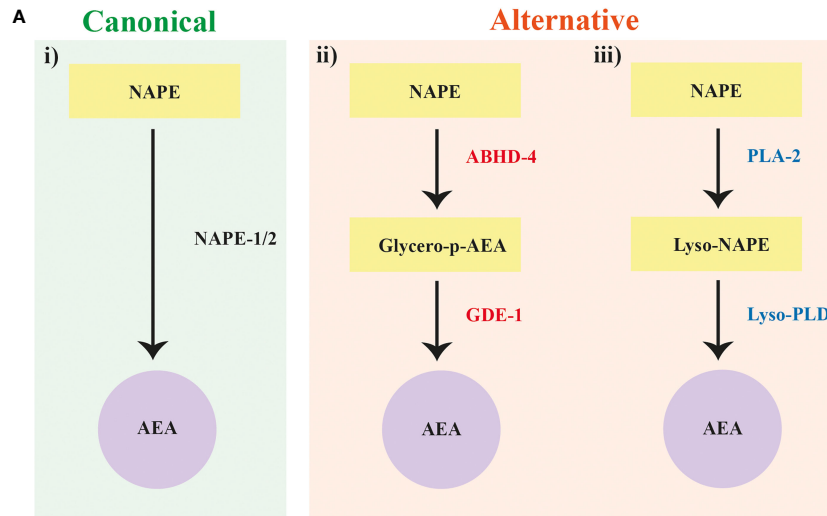 A
Canonical
Alternative
i)
NAPE
NAPE-1/2
AEA
ii)
NAPE
ABHD-4
Glycero-p-AEA
GDE-1
AEA
iii)
NAPE
PLA-2
Lyso-NAPE
Lyso-PLD
AEA